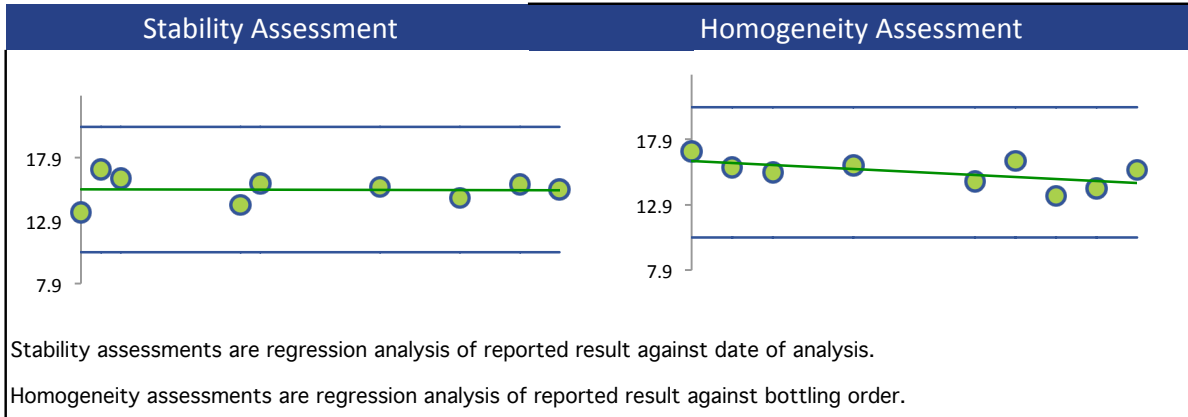 Stability Assessment
Homogeneity Assessment
17.9
12.9
7.9
17.9
12.9
7.9
Stability assessments are regression analysis of reported result against date of analysis.
Homogeneity assessments are regression analysis of reported result against bottling order.